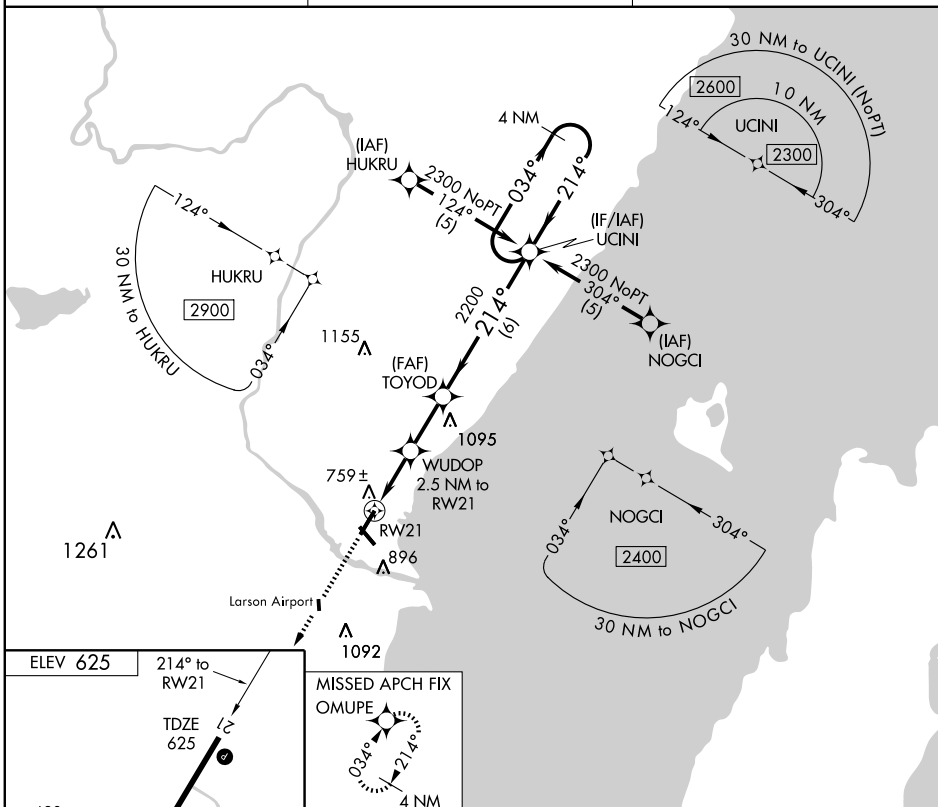 30 NM to UCINI (NoPT)
2600
10 NM
124°
UCINI
2300
304°
4 NM
034°
214°
(IAF)
HUKRU
2300 NoPT
124°
(5)
(IF/IAF)
UCINI
2300 NoPT
304°
(5)
(IAF)
NOGCI
124°
HUKRU
2900
30 NM to HUKRU
034°
2200
214°
(6)
1155
(FAF)
TOYOD
1095
WUDOP
2.5 NM to
RW21
759±
RW21
896
1261
Larson Airport
1092
NOGCI
304°
034°
2400
30 NM to NOGCI
ELEV 625
214° to
RW21
21
TDZE
625
P
MISSED APCH FIX
OMUPE
034°
214°
4 NM